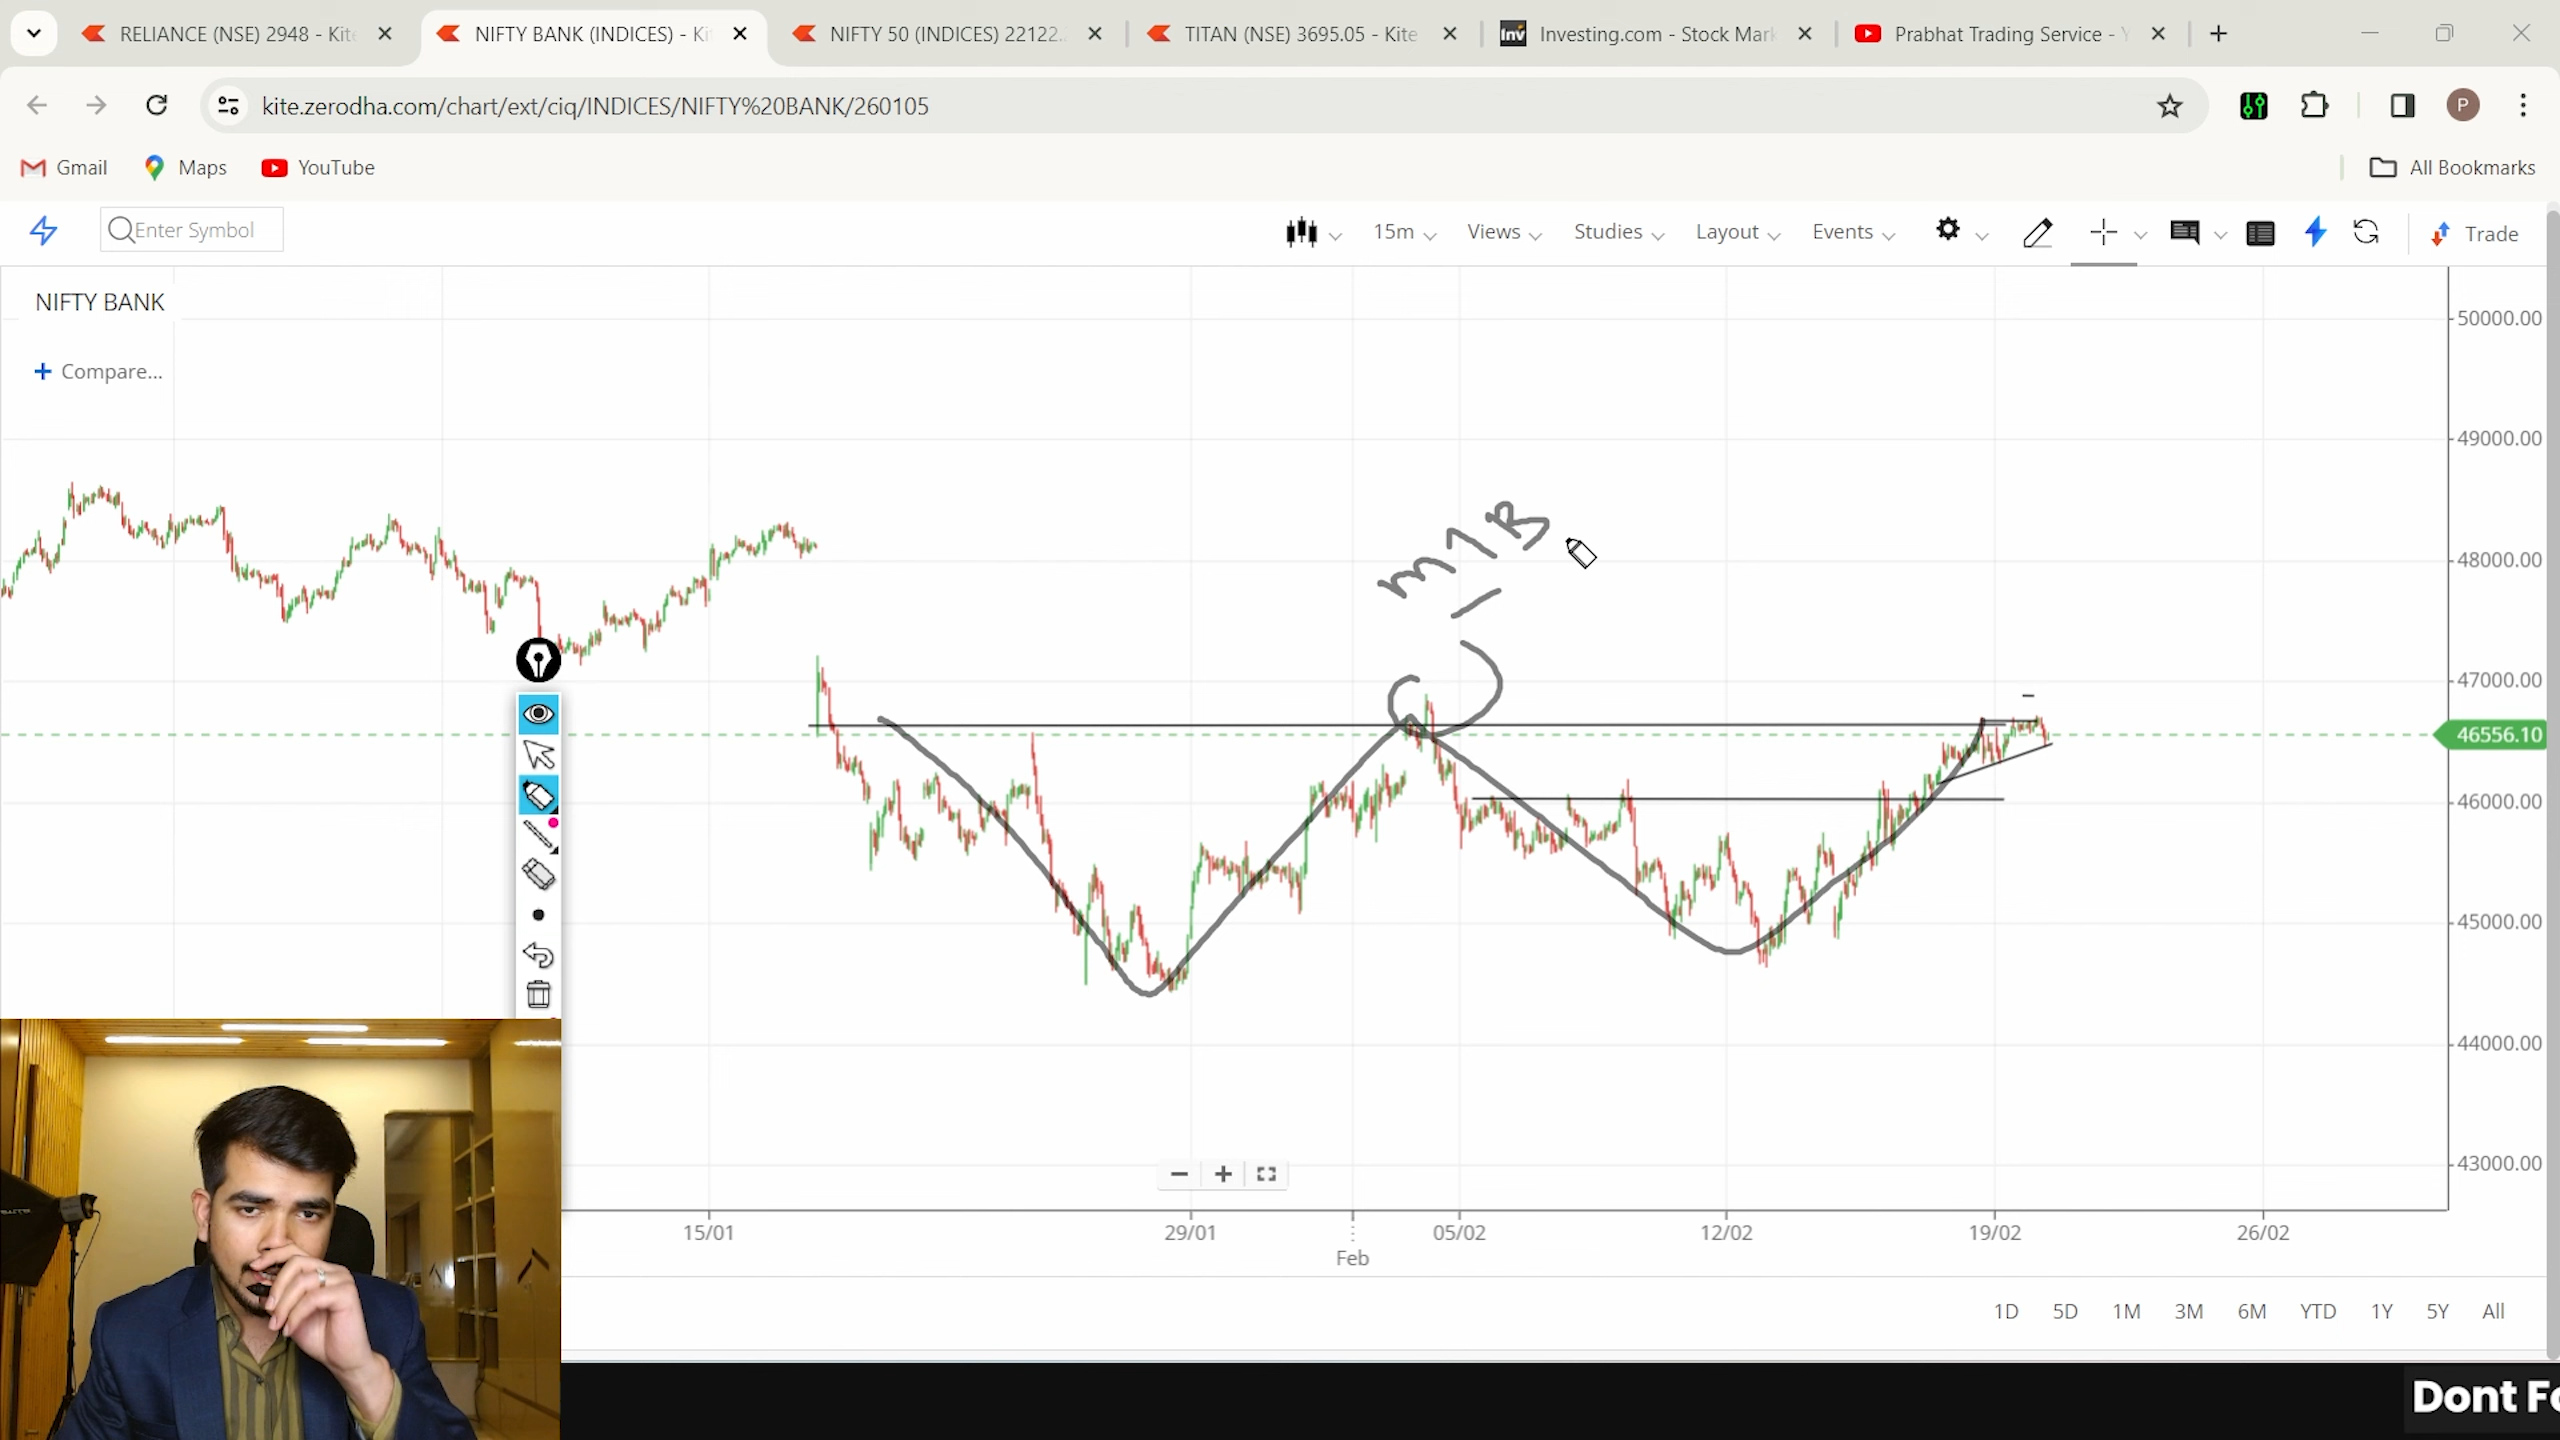 RELIANCE (NSE) 2948 - Kite
NIFTY BANK (INDICES) - Ki
NIFTY 50 (INDICES) 22122.
TITAN (NSE) 3695.05 - Kite
Investing.com - Stock Mar
Prabhat Trading Service - Y
kite.zerodha.com/chart/ext/ciq/INDICES/NIFTY%20BANK/260105
P
Gmail
Maps
YouTube
All Bookmarks
Enter Symbol
15m
Views
Studies
Layout
Events
Trade
NIFTY BANK
+ Compare...
50000.00
49000.00
48000.00
47000.00
46556.10
46000.00
45000.00
44000.00
43000.00
15/01
29/01
Feb
05/02
12/02
19/02
26/02
1D
5D
1M
3M
6M
YTD
1Y
5Y
All
Dont Fo